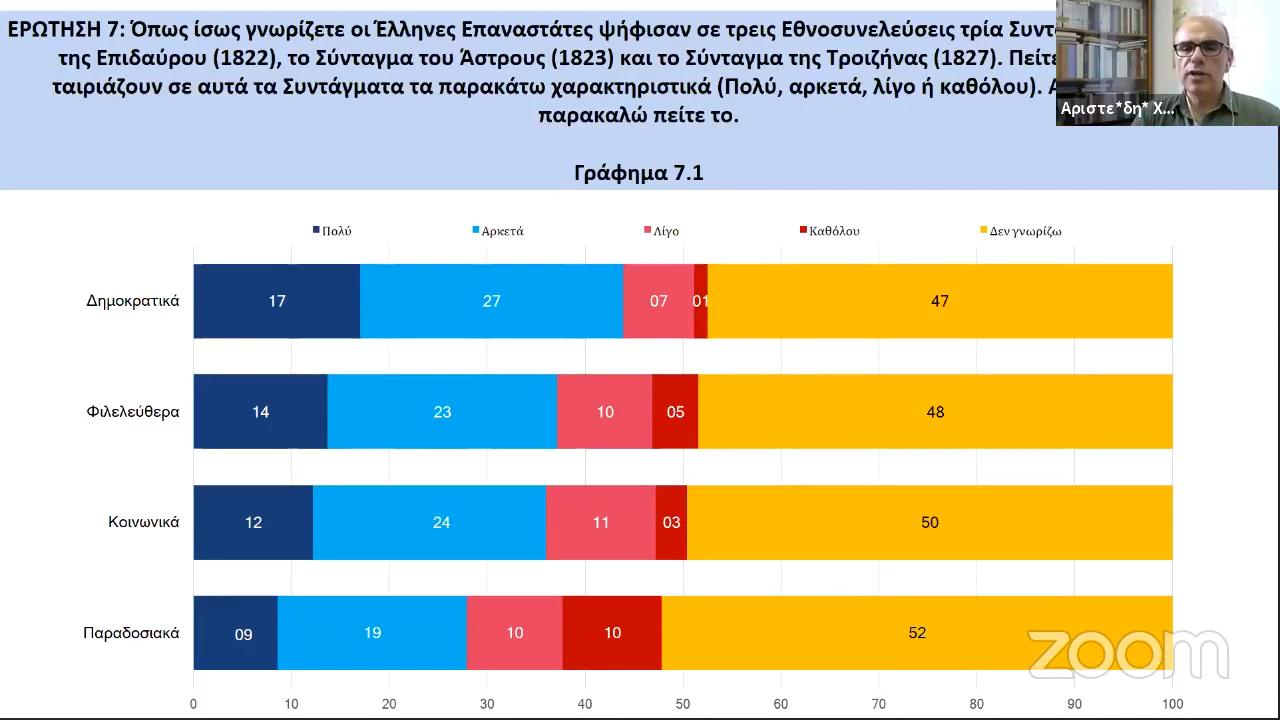 ΕΡΩΤΗΣΗ 7: Όπως ίσως γνωρίζετε οι Έλληνες Επαναστάτες ψήφισαν σε τρεις Εθνοσυνελεύσεις τρία
της Επιδαύρου (1822), το Σύνταγμα του Άστρους (1823) και το Σύνταγμα της Τροιζήνας (1827).
ταιριάζουν σε αυτά τα Συντάγματα τα παρακάτω χαρακτηριστικά (Πολύ, αρκετά, λίγο ή καθόλου).
παρακαλώ πείτε το.
Αριστε*δη* Χ...
Γράφημα 7.1
Πολύ Αρκετά Λίγο Καθόλου Δεν γνωρίζω
Δημοκρατικά 17 27 07 01 47
Φιλελεύθερα 14 23 10 05 48
Κοινωνικά 12 24 11 03 50
Παραδοσιακά 09 19 10 10 52
zoom
0 10 20 30 40 50 60 70 80 90 100